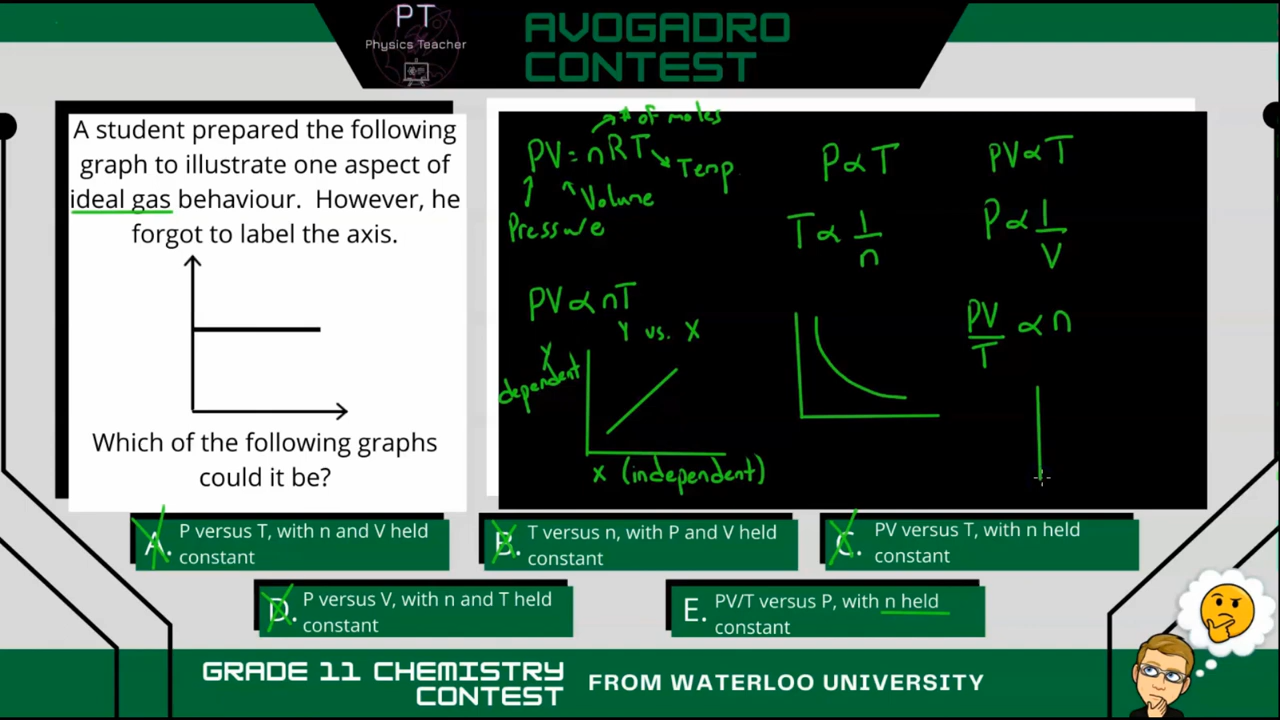 PT
Physics Teacher
AVOGADRO
CONTEST
A student prepared the following
graph to illustrate one aspect of
ideal gas behaviour. However, he
forgot to label the axis.
Which of the following graphs
could it be?
# of moles
PV = nRT
Temp.
Volume
Pressure
PV ∝ nT
Y vs. X
Y
dependent
X (independent)
P ∝ T
T ∝ 1/n
PV ∝ T
P ∝ 1/V
PV/T ∝ n
A. P versus T, with n and V held
constant
B. T versus n, with P and V held
constant
C. PV versus T, with n held
constant
D. P versus V, with n and T held
constant
E. PV/T versus P, with n held
constant
GRADE 11 CHEMISTRY
CONTEST
FROM WATERLOO UNIVERSITY